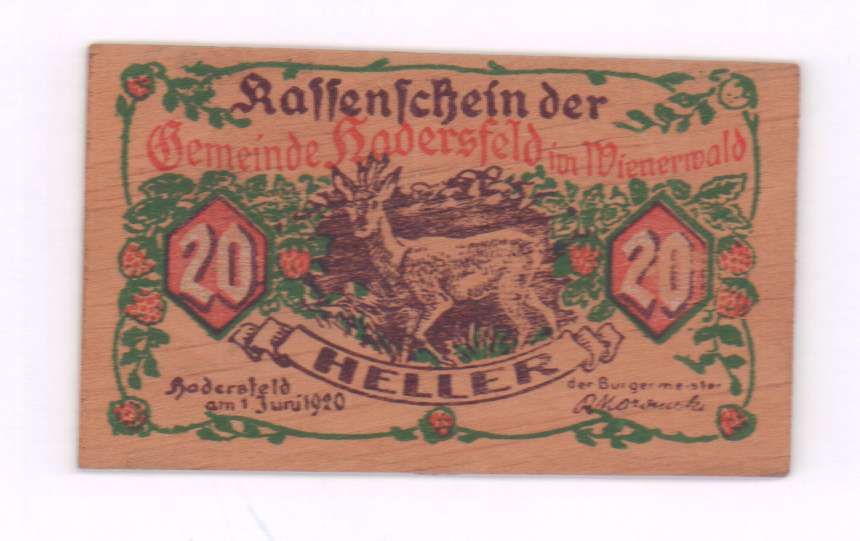 Kassenschein der
Gemeinde Hadersfeld im Wienerwald
20 20
HELLER
Hadersfeld
am 1 Juni 1920
der Burgermeister